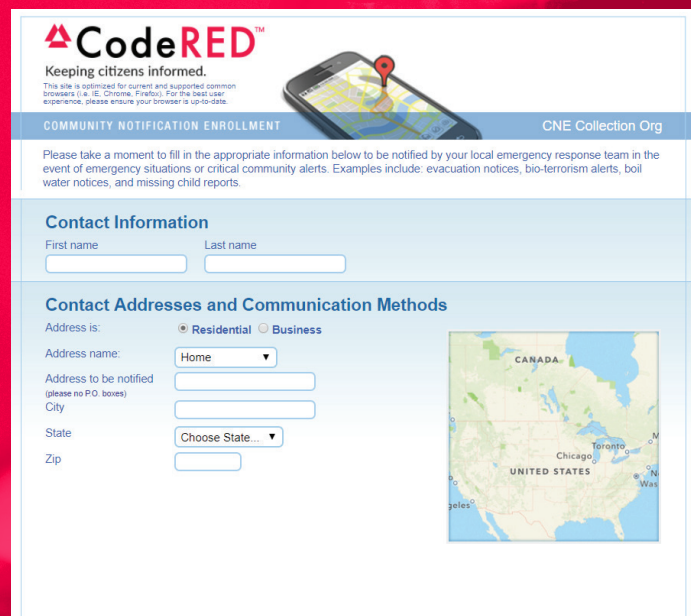 CodeRED™
Keeping citizens informed.
This site is optimized for current and supported common
browsers (i.e. IE, Chrome, Firefox). For the best user
experience, please ensure your browser is up-to-date.
COMMUNITY NOTIFICATION ENROLLMENT
CNE Collection Org
Please take a moment to fill in the appropriate information below to be notified by your local emergency response team in the
event of emergency situations or critical community alerts. Examples include: evacuation notices, bio-terrorism alerts, boil
water notices, and missing child reports.
Contact Information
First name Last name
Contact Addresses and Communication Methods
Address is: Residential Business
Address name: Home
Address to be notified
(please no P.O. boxes)
City
State Choose State...
Zip
CANADA
Toronto
Chicago
UNITED STATES
N
Was
geles